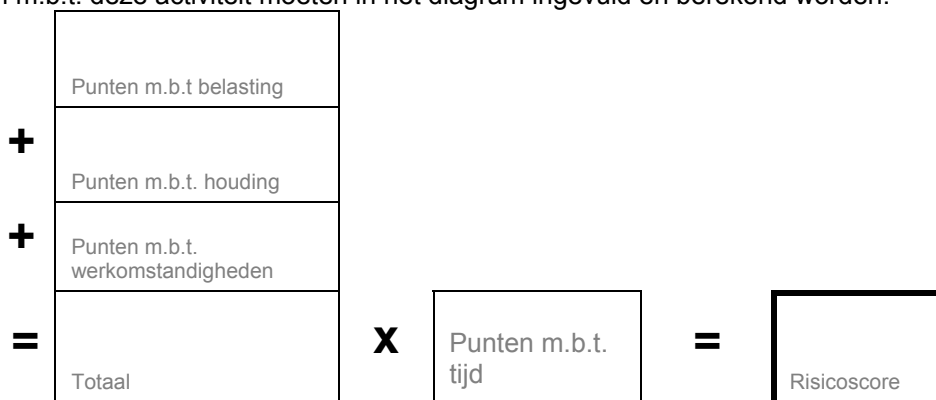 m.b.t. deze activiteit moeten in het diagram ingevuld en berekend worden.
Punten m.b.t belasting
+
Punten m.b.t. houding
+
Punten m.b.t.
werkomstandigheden
= Totaal X Punten m.b.t. tijd = Risicoscore